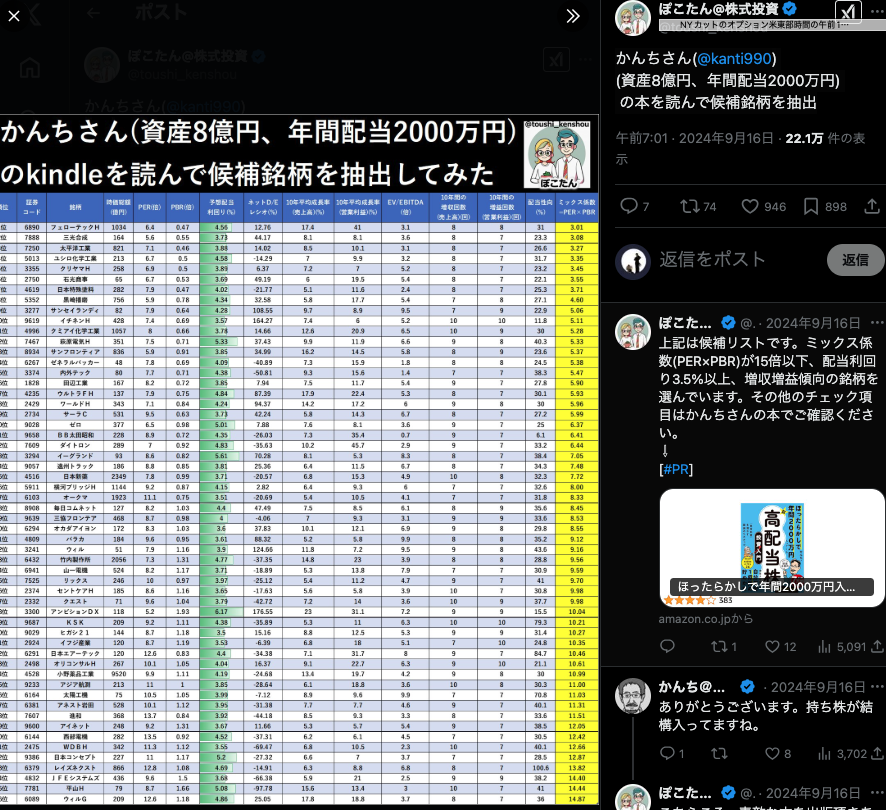 かんちさん(資産8億円、年間配当2000万円)
のkindleを読んで候補銘柄を抽出してみた
@toushi_kenshou
ぽこたん
証券コード 銘柄 時価総額(億円) PER(倍) PBR(倍) 予想配当利回り(%) ネットD/Eレシオ(%) 10年平均成長率(売上高)(%) 10年平均成長率(営業利益)(%) EV/EBITDA(倍) 10年間の増収回数(売上高)(回) 10年間の増益回数(営業利益)(回) 配当性向(%) ミックス係数=PER×PBR
6890 フェローテックH 1034 6.4 0.47 4.56 12.76 17.4 41 3.1 8 8 31 3.01
7888 三光合成 164 5.6 0.55 3.73 44.17 8.1 8.1 3.6 8 7 23.3 3.08
7250 太平洋工業 821 7.1 0.46 3.88 14.02 8.5 10.1 3.1 8 7 26.6 3.27
5013 ユシロ化学工業 213 6.7 0.5 4.58 -14.29 7 9.9 3.2 8 7 31.7 3.35
3355 クリヤマH 258 6.9 0.5 3.89 6.37 7.2 7 5.2 8 7 23.2 3.45
2750 石光商事 65 6.7 0.53 3.69 49.19 6 19.5 5.4 7 7 22.1 3.55
4619 日本特殊塗料 282 7.9 0.47 4.02 -21.77 5.1 11.6 2.4 8 7 25.3 3.71
5352 黒崎播磨 756 5.9 0.78 4.34 32.58 5.8 17.7 5.4 7 8 27.1 4.60
3277 サンセイランディ 82 7.9 0.64 4.28 108.55 9.7 8.9 9.5 7 9 22.9 5.06
9619 イチネンH 428 7.4 0.69 3.57 164.27 7.4 6 5.2 10 10 11.8 5.11
4996 クミアイ化学工業 1057 8 0.66 3.78 14.66 12.6 20.9 6.5 10 9 30 5.28
7467 萩原電気H 351 7.5 0.71 5.33 37.43 9.9 11.9 6.6 9 8 40.3 5.33
8934 サンフロンティア 836 5.9 0.91 3.85 34.99 16.2 14.5 5.8 8 9 23.6 5.37
6267 ゼネラルパッカー 48 7.8 0.69 4.09 -40.89 7.3 15.9 1.8 8 8 24.5 5.38
3374 内外テック 80 7.7 0.71 4.38 -50.81 9.3 15.6 1.4 7 7 38.3 5.47
1828 田辺工業 167 8.2 0.72 3.85 7.94 7.5 11.7 5.4 9 7 27.8 5.90
4235 ウルトラFH 137 7.9 0.75 4.84 87.39 17.9 22.4 5.3 8 7 30.1 5.93
2429 ワールドH 343 7.1 0.84 4.24 94.37 14.2 17.2 6 9 8 30 5.96
2734 サーラC 531 9.5 0.63 3.73 42.24 5.8 14.3 6.7 8 7 27.2 5.99
9028 ゼロ 377 6.5 0.98 5.01 7.88 7.6 8.1 3.6 9 7 25 6.37
9658 BB太田昭和 228 8.9 0.72 4.35 -26.03 7.3 35.4 0.7 9 9 6.1 6.41
7609 ダイトロン 289 7 0.92 4.83 -35.63 10.2 45.7 2.9 8 9 33.2 6.44
3294 イーグランド 93 8.6 0.82 5.61 70.28 8.1 5.3 8.3 8 7 38.4 7.05
9057 遠州トラック 186 8.8 0.85 3.81 25.36 6.4 11.5 6.7 8 7 34.3 7.48
4516 日本新薬 2349 7.8 0.99 3.71 -20.57 6.8 15.3 4.9 10 8 32.3 7.72
5911 横河ブリッジH 1144 9.2 0.87 4.15 2.82 6.4 9.3 6 7 7 32.6 8.00
6103 オークマ 1923 11.1 0.75 3.51 -20.69 5.4 10.5 4.1 7 7 31.8 8.33
8908 毎日コムネット 127 8.2 1.03 4.4 47.49 7.5 8.5 6.1 8 9 35.6 8.45
9639 三協フロンテア 468 8.7 0.98 4 -4.06 7 9.3 3.1 9 9 33.6 8.53
6294 オカダアイヨン 172 8.3 1.03 3.6 37.83 10.1 12.1 6.9 8 8 29.8 8.55
4809 パラカ 184 9.6 0.95 3.61 88.32 5.2 5.8 9.9 8 8 35.2 9.12
3241 ウィル 51 7.9 1.16 3.9 124.66 11.8 7.2 9.5 8 8 43.6 9.16
6432 竹内製作所 2056 7.3 1.31 4.77 -37.35 14.8 23 3.9 8 8 28.8 9.56
6941 山一電機 524 8.2 1.17 3.71 -18.89 5.3 13.8 7.9 7 7 30.9 9.59
7525 リックス 246 10 0.97 3.97 -25.12 5.4 11.2 4.7 9 7 41 9.70
2374 セントケアH 185 8.6 1.16 3.65 -17.63 5.6 5.8 3.9 10 7 30.8 9.98
2332 クエスト 71 9.6 1.04 3.79 -42.72 7.2 14 3.6 10 9 37.7 9.98
3300 アンビションDX 118 5.2 1.93 6.17 176.55 23 31.1 7.2 9 9 15.5 10.04
9687 KSK 209 9.2 1.11 4.38 -35.89 5.3 11 6.3 10 10 79.3 10.21
9029 ヒガシ21 144 8.7 1.18 3.5 15.16 8.8 12.5 5.3 9 9 31.4 10.27
2924 イフジ産業 120 8.7 1.19 3.53 -6.39 6.8 18 5.1 7 7 24.8 10.35
6291 日本エアーテック 120 12.6 0.83 4.4 -34.38 7.1 31.7 8 9 7 84.7 10.46
2498 オリコンサルH 267 10.1 1.05 4.04 16.37 9.1 22.7 6.3 10 9 21.1 10.61
4528 小野薬品工業 9520 9.9 1.11 4.19 -24.68 13.4 19.7 4.2 9 8 30 10.99
9233 アジア航測 213 11 1 3.85 -28.64 6.1 18.8 3.6 10 8 30.3 11.00
6164 太陽工機 75 10.5 1.05 3.99 -7.12 8.9 9.6 9.9 7 7 70.8 11.03
6381 アネスト岩田 528 10.1 1.12 3.95 -31.38 7.7 7.7 4.6 9 7 40.1 11.31
7607 進和 368 13.7 0.84 3.92 -44.18 8.5 9.3 3.3 8 7 33.6 11.51
9600 アイネット 248 9.2 1.31 3.67 11.66 5.3 5.7 5.4 9 7 38.5 12.05
6144 西部電機 282 13.5 0.92 4.52 -37.31 6.2 6.1 4.5 8 7 30.5 12.42
2475 WDBH 342 11.3 1.12 3.55 -69.47 6.8 10.5 2.3 10 7 40.1 12.66
9386 日本コンセプト 227 11 1.17 5.2 -27.32 6.6 7 3.7 7 7 28.5 12.87
6379 レイズネクスト 866 12.8 1.08 4.69 -14.91 6.3 8.8 6.8 8 7 100.6 13.82
4832 JFEシステムズ 436 9.6 1.5 3.68 -66.38 5.9 21 2.5 9 9 38.2 14.40
7781 平山H 79 8.7 1.66 5.08 -97.78 15.6 13.4 3 10 7 41.4 14.44
6089 ウィルG 209 12.6 1.18 4.86 25.05 17.8 18.8 3.7 8 7 36 14.87
ぽこたん@株式投資
NYカットのオプション米東部時間の午前1…
かんちさん(@kanti990)
(資産8億円、年間配当2000万円)
の本を読んで候補銘柄を抽出
午前7:01 · 2024年9月16日 · 22.1万 件の表
示
7 74 946 898
返信をポスト
返信
ぽこた… @. · 2024年9月16日
上記は候補リストです。ミックス係
数(PER×PBR)が15倍以下、配当利回
り3.5%以上、増収増益傾向の銘柄を
選んでいます。その他のチェック項
目はかんちさんの本でご確認くださ
い。
↓
[#PR]
ほったらかしで
年間2000万円
高配当株
ほったらかしで年間2000万円入…
383
amazon.co.jpから
1 12 5,091
かんち@… · 2024年9月16日
ありがとうございます。持ち株が結
構入ってますね。
1 8 3,702
ぽこた… @. · 2024年9月16日